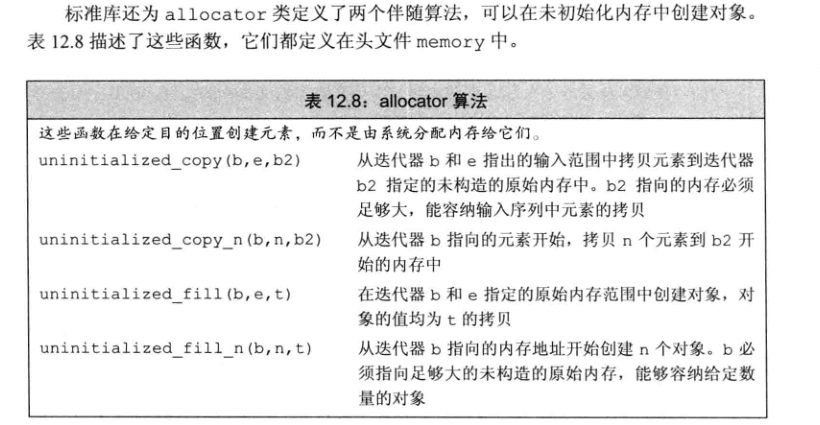 标准库还为 allocator 类定义了两个伴随算法，可以在未初始化内存中创建对象。
表 12.8 描述了这些函数，它们都定义在头文件 memory 中。
表 12.8：allocator 算法
这些函数在给定目的位置创建元素，而不是由系统分配内存给它们。
uninitialized_copy(b,e,b2) 从迭代器 b 和 e 指出的输入范围中拷贝元素到迭代器
b2 指定的未构造的原始内存中。b2 指向的内存必须
足够大，能容纳输入序列中元素的拷贝
uninitialized_copy_n(b,n,b2) 从迭代器 b 指向的元素开始，拷贝 n 个元素到 b2 开
始的内存中
uninitialized_fill(b,e,t) 在迭代器 b 和 e 指定的原始内存范围中创建对象，对
象的值均为 t 的拷贝
uninitialized_fill_n(b,n,t) 从迭代器 b 指向的内存地址开始创建 n 个对象。b 必
须指向足够大的未构造的原始内存，能够容纳给定数
量的对象